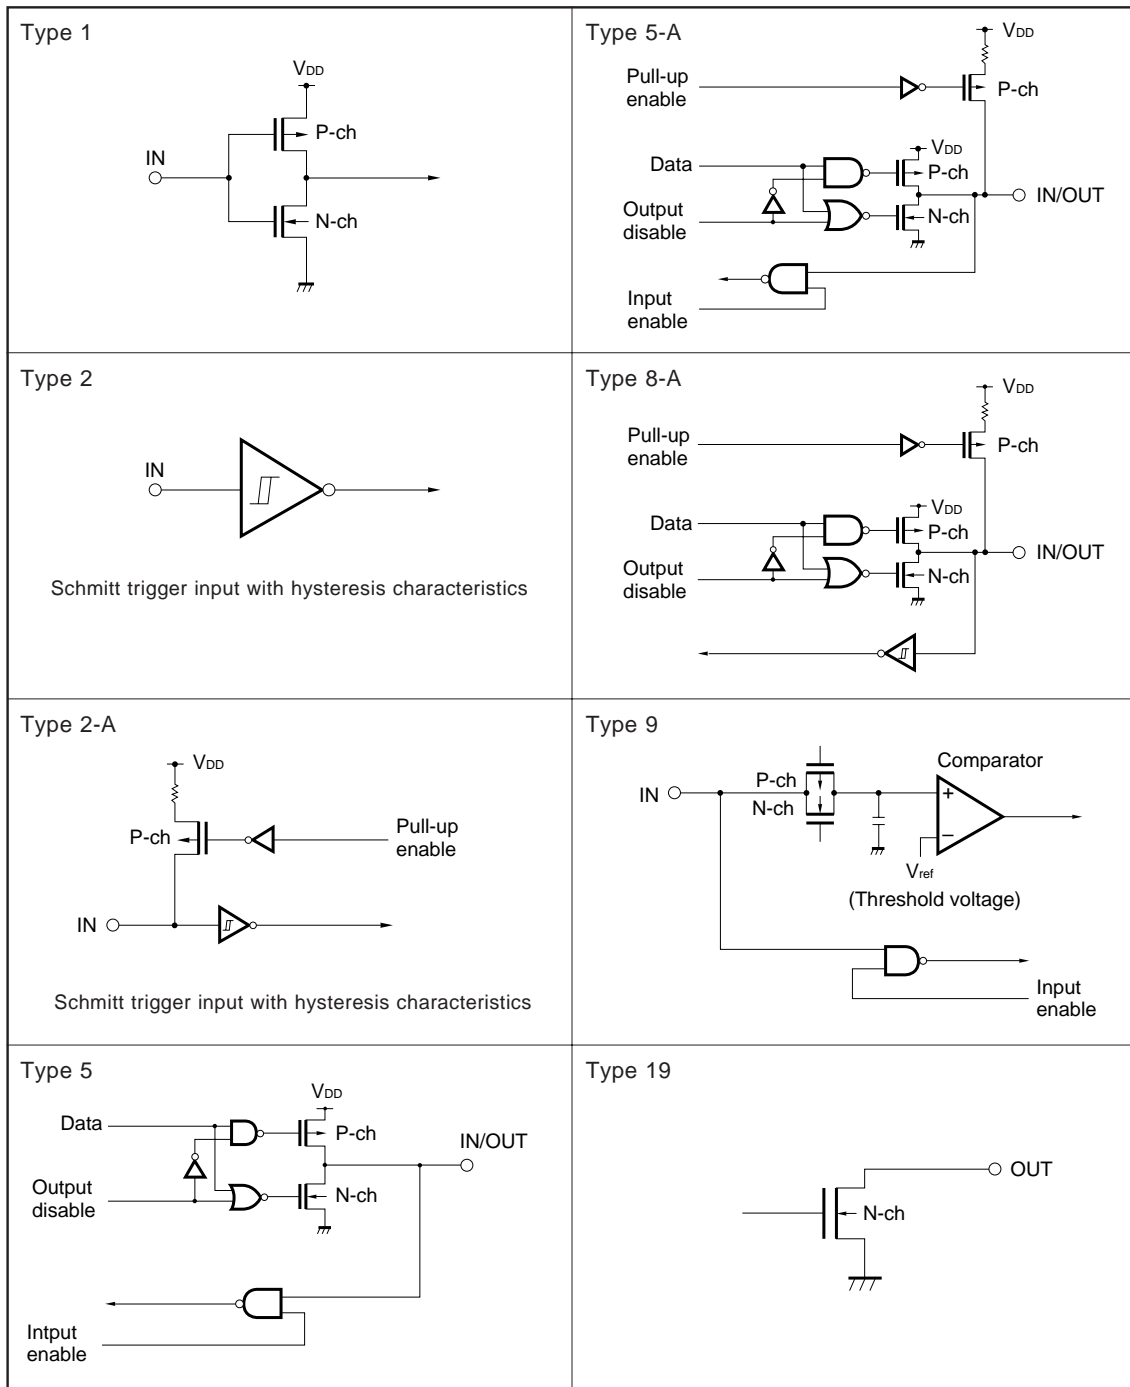 Type 1
VDD
P-ch
IN
N-ch
Type 5-A
VDD
Pull-up
enable
P-ch
VDD
Data
P-ch
IN/OUT
Output
disable
N-ch
Input
enable
Type 2
IN
Schmitt trigger input with hysteresis characteristics
Type 8-A
VDD
Pull-up
enable
P-ch
VDD
Data
P-ch
IN/OUT
Output
disable
N-ch
Type 2-A
VDD
P-ch
Pull-up
enable
IN
Schmitt trigger input with hysteresis characteristics
Type 9
Comparator
P-ch
IN
N-ch
+
−
Vref
(Threshold voltage)
Input
enable
Type 5
VDD
Data
P-ch
IN/OUT
Output
disable
N-ch
Intput
enable
Type 19
OUT
N-ch